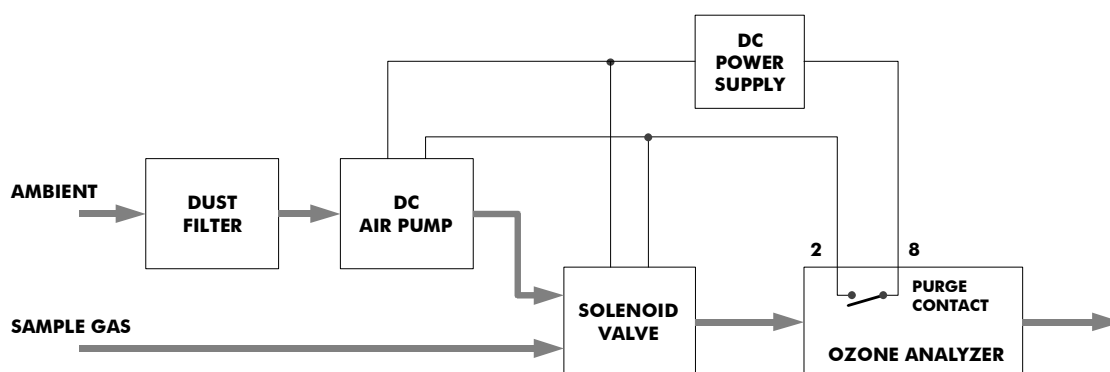 DC
POWER
SUPPLY
AMBIENT
DUST
FILTER
DC
AIR PUMP
2
8
PURGE
CONTACT
SOLENOID
VALVE
SAMPLE GAS
OZONE ANALYZER